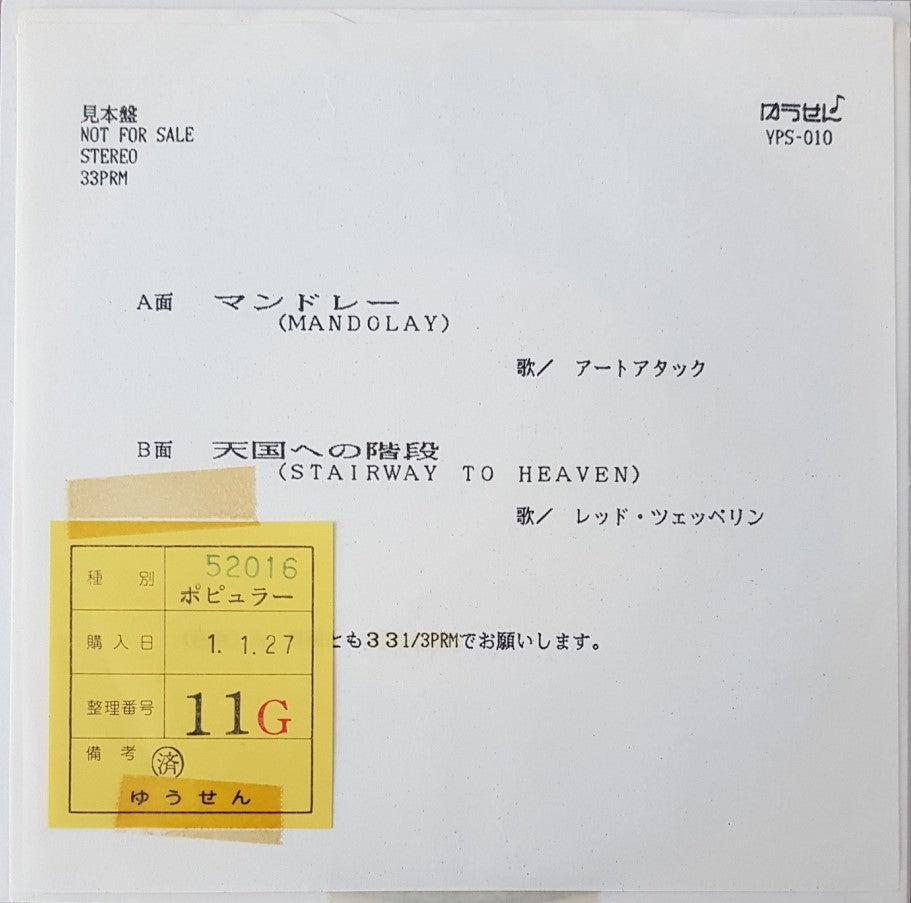 見本盤
NOT FOR SALE
STEREO
33PRM
ゆうせん
YPS-010
A面 マンドレー
(MANDOLAY)
歌/ アートアタック
B面 天国への階段
(STAIRWAY TO HEAVEN)
歌/ レッド・ツェッペリン
とも331/3PRMでお願いします。
種別 52016
ポピュラー
購入日 1. 1.27
整理番号 11G
備考 済
ゆうせん